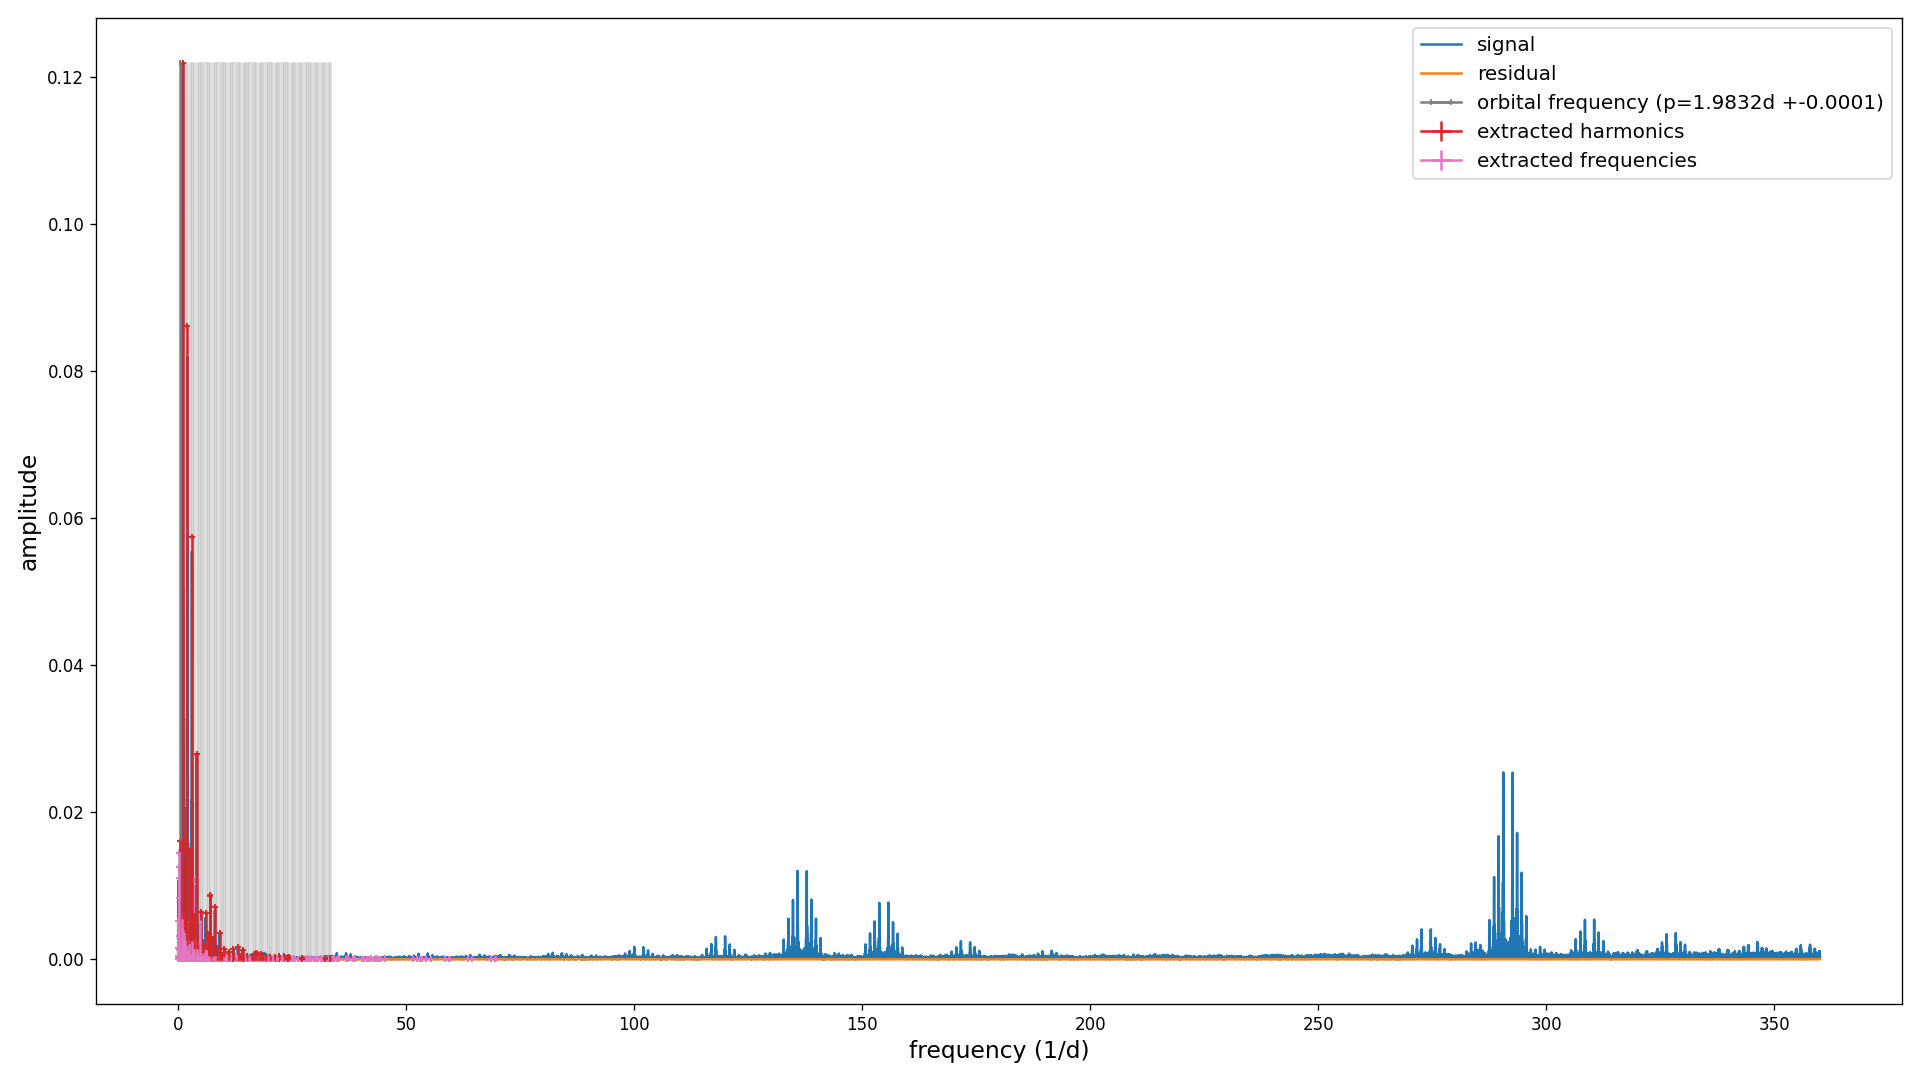 signal
residual
orbital frequency (p=1.9832d +-0.0001)
extracted harmonics
extracted frequencies
0.12
0.10
0.08
0.06
0.04
0.02
0.00
amplitude
0 50 100 150 200 250 300 350
frequency (1/d)